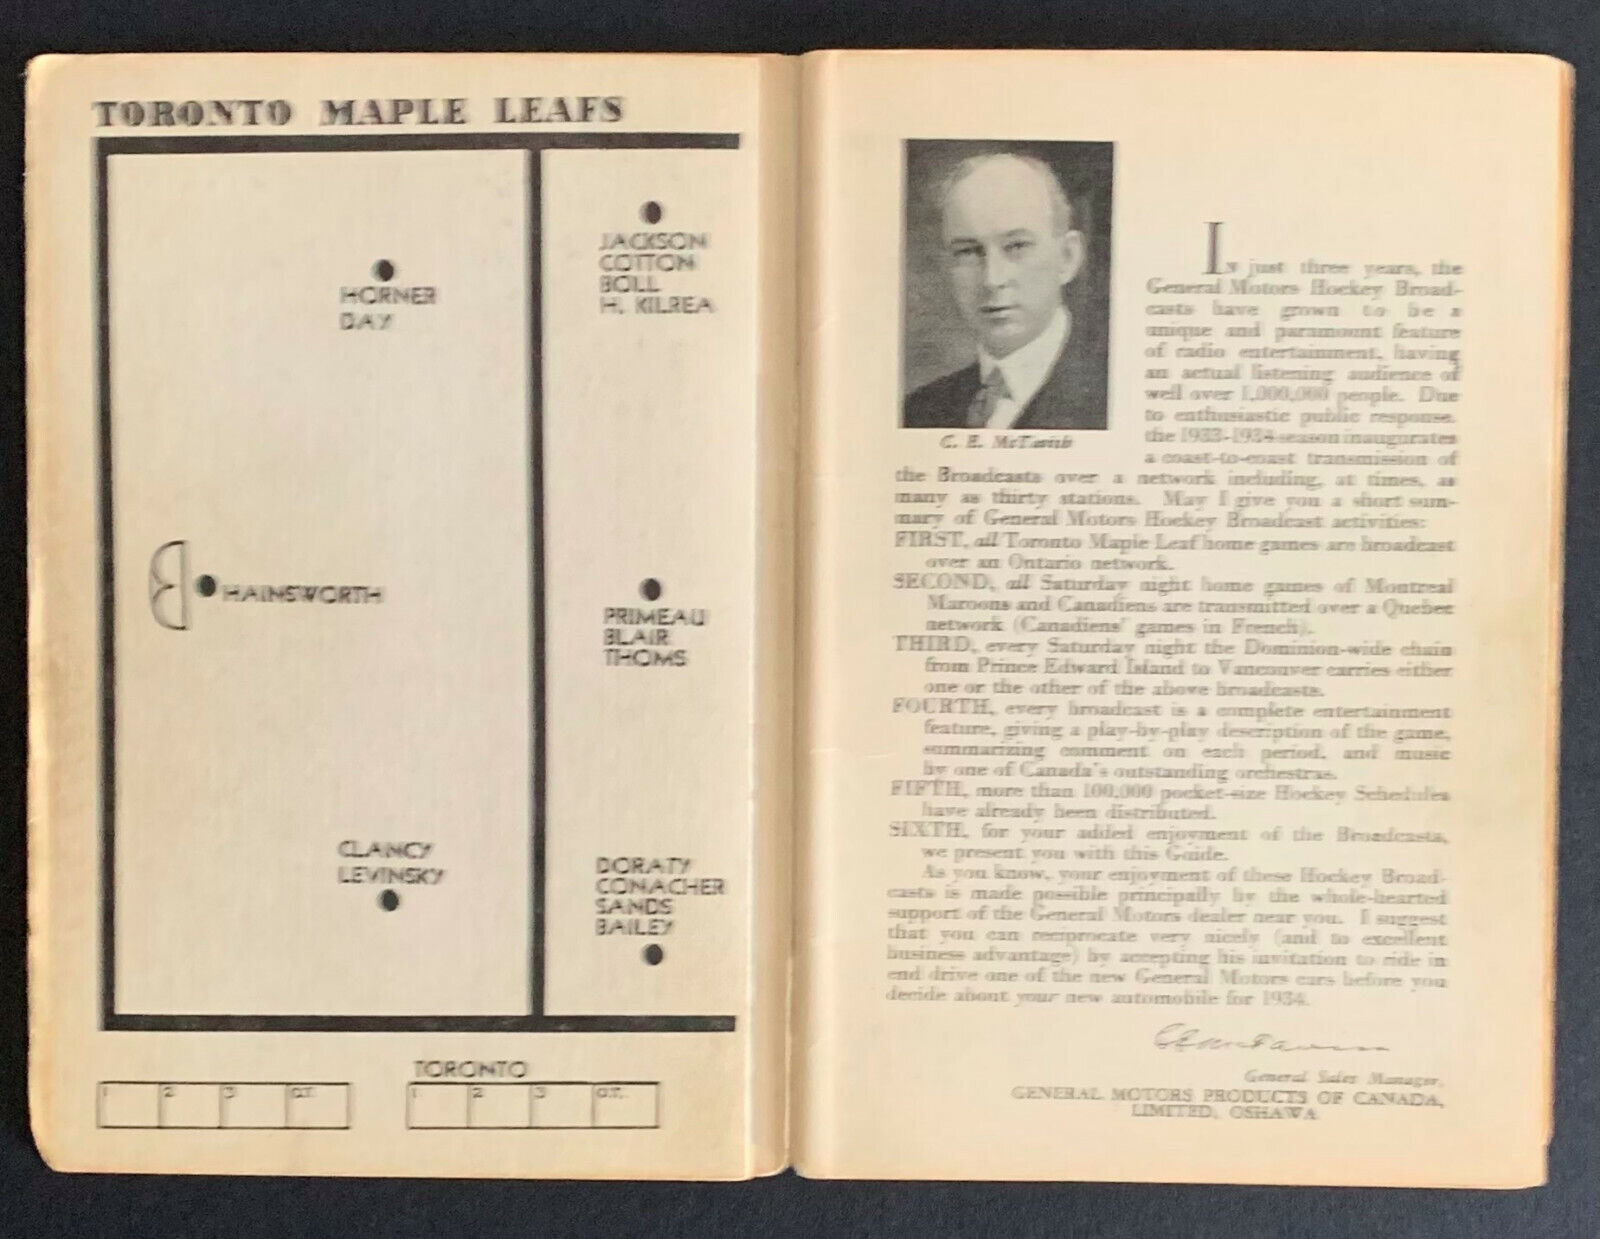 TORONTO MAPLE LEAFS
JACKSON
COTTON
BOLL
H. KILREA
HORNER
DAY
HAINSWORTH
PRIMEAU
BLAIR
THOMS
CLANCY
LEVINSKY
DORATY
CONACHER
SANDS
BAILEY
TORONTO
1 2 3 O.T. 1 2 3 O.T.
C. E. McTavish
In just three years, the
General Motors Hockey Broad-
casts have grown to be a
unique and paramount feature
of radio entertainment, having
an actual listening audience of
well over 1,000,000 people. Due
to enthusiastic public response,
the 1933-1934 season inaugurates
a coast-to-coast transmission of
the Broadcasts over a network including, at times, as
many as thirty stations. May I give you a short sum-
mary of General Motors Hockey Broadcast activities:
FIRST, all Toronto Maple Leaf home games are broadcast
over an Ontario network.
SECOND, all Saturday night home games of Montreal
Maroons and Canadiens are transmitted over a Quebec
network (Canadiens' games in French).
THIRD, every Saturday night the Dominion-wide chain
from Prince Edward Island to Vancouver carries either
one or the other of the above broadcasts.
FOURTH, every broadcast is a complete entertainment
feature, giving a play-by-play description of the game,
summarizing comment on each period, and music
by one of Canada's outstanding orchestras.
FIFTH, more than 100,000 pocket-size Hockey Schedules
have already been distributed.
SIXTH, for your added enjoyment of the Broadcasts,
we present you with this Guide.
As you know, your enjoyment of these Hockey Broad-
casts is made possible principally by the whole-hearted
support of the General Motors dealer near you. I suggest
that you can reciprocate very nicely (and to excellent
business advantage) by accepting his invitation to ride in
and drive one of the new General Motors cars before you
decide about your new automobile for 1934.
General Sales Manager,
GENERAL MOTORS PRODUCTS OF CANADA,
LIMITED, OSHAWA